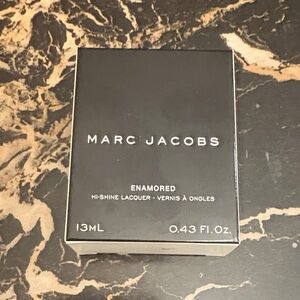 MARC JACOBS
ENAMORED
HI-SHINE LACQUER • VERNIS À ONGLES
13mL 0.43 Fl. Oz.